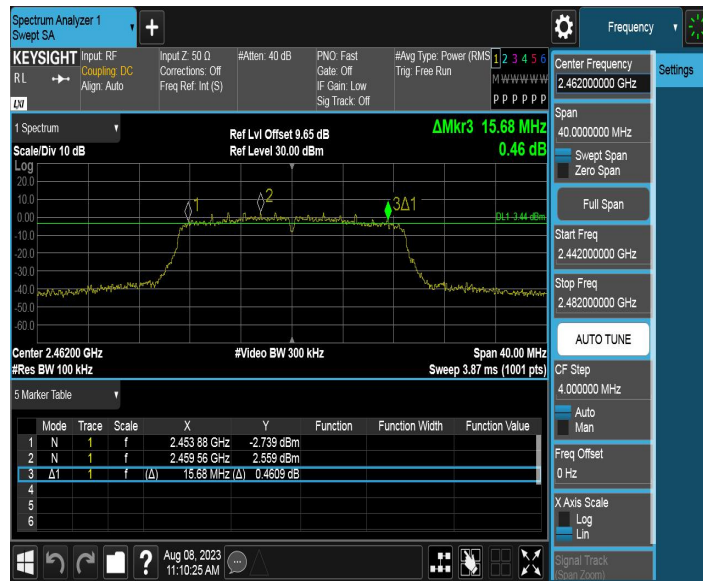 Spectrum Analyzer 1
Swept SA
+
Frequency
KEYSIGHT
RL
LXI
Input: RF
Coupling: DC
Align: Auto
Input Z: 50 Ω
Corrections: Off
Freq Ref: Int (S)
#Atten: 40 dB
PNO: Fast
Gate: Off
IF Gain: Low
Sig Track: Off
#Avg Type: Power (RMS
Trig: Free Run
1 2 3 4 5 6
M W W W W W
P P P P P P
1 Spectrum
Scale/Div 10 dB
Ref Lvl Offset 9.65 dB
Ref Level 30.00 dBm
ΔMkr3 15.68 MHz
0.46 dB
Log
20.0
10.0
0.00
-10.0
-20.0
-30.0
-40.0
-50.0
-60.0
1
2
3Δ1
DL1 -3.44 dBm
Center 2.46200 GHz
#Video BW 300 kHz
Span 40.00 MHz
#Res BW 100 kHz
Sweep 3.87 ms (1001 pts)
5 Marker Table
Mode Trace Scale X Y Function Function Width Function Value
1 N 1 f 2.453 88 GHz -2.739 dBm
2 N 1 f 2.459 56 GHz 2.559 dBm
3 Δ1 1 f (Δ) 15.68 MHz (Δ) 0.4609 dB
4
5
6
?
Aug 08, 2023
11:10:25 AM
Center Frequency
2.462000000 GHz
Settings
Span
40.0000000 MHz
Swept Span
Zero Span
Full Span
Start Freq
2.442000000 GHz
Stop Freq
2.482000000 GHz
AUTO TUNE
CF Step
4.000000 MHz
Auto
Man
Freq Offset
0 Hz
X Axis Scale
Log
Lin
Signal Track
(Span Zoom)